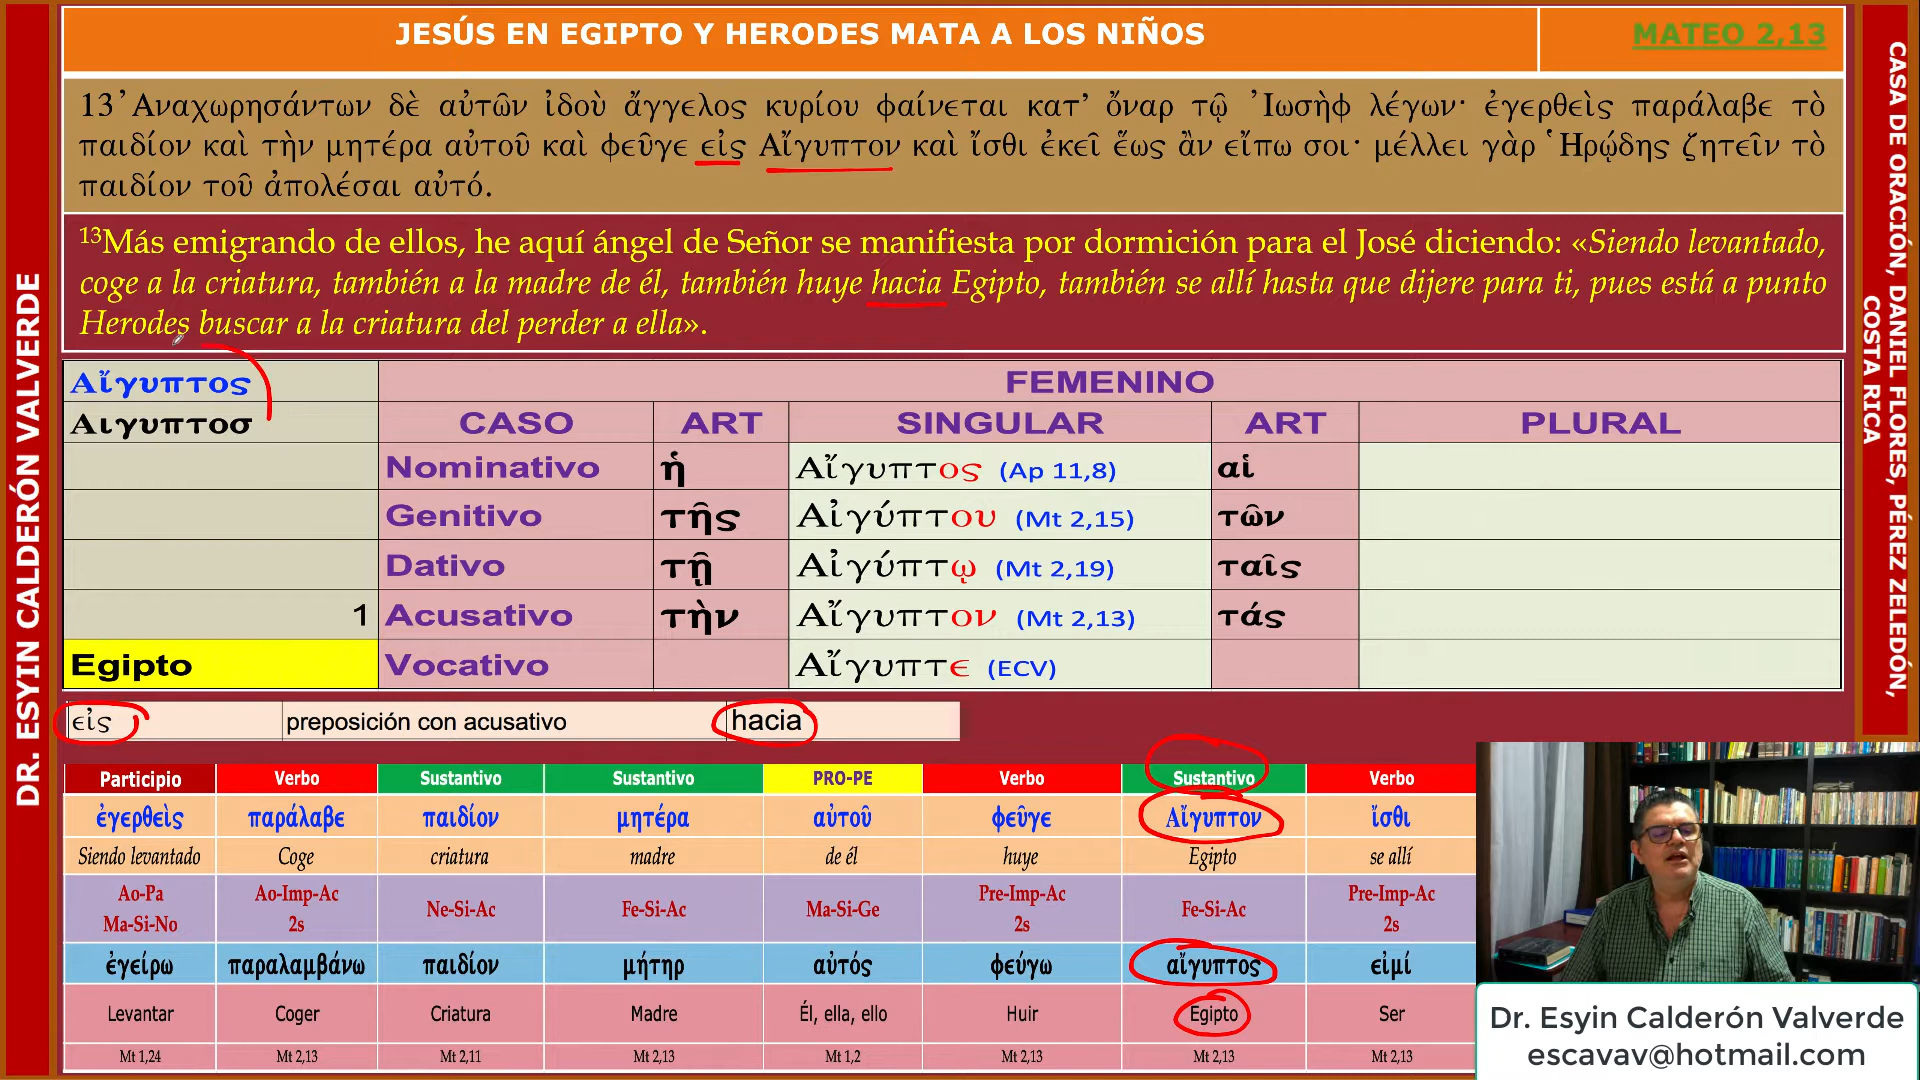 JESÚS EN EGIPTO Y HERODES MATA A LOS NIÑOS
MATEO 2,13
13 Ἀναχωρησάντων δὲ αὐτῶν ἰδοὺ ἄγγελος κυρίου φαίνεται κατ’ ὄναρ τῷ Ἰωσὴφ λέγων· ἐγερθεὶς παράλαβε τὸ
παιδίον καὶ τὴν μητέρα αὐτοῦ καὶ φεῦγε εἰς Αἴγυπτον καὶ ἴσθι ἐκεῖ ἕως ἂν εἴπω σοι· μέλλει γὰρ Ἡρῴδης ζητεῖν τὸ
παιδίον τοῦ ἀπολέσαι αὐτό.
13Más emigrando de ellos, he aquí ángel de Señor se manifiesta por dormición para el José diciendo: «Siendo levantado,
coge a la criatura, también a la madre de él, también huye hacia Egipto, también se allí hasta que dijere para ti, pues está a punto
Herodes buscar a la criatura del perder a ella».
Αἴγυπτος FEMENINO
Αιγυπτοσ CASO ART SINGULAR ART PLURAL
Nominativo ἡ Αἴγυπτος (Ap 11,8) αἱ
Genitivo τῆς Αἰγύπτου (Mt 2,15) τῶν
Dativo τῇ Αἰγύπτῳ (Mt 2,19) ταῖς
1 Acusativo τὴν Αἴγυπτον (Mt 2,13) τάς
Egipto Vocativo Αἴγυπτε (ECV)
εἰς preposición con acusativo hacia
Participio Verbo Sustantivo Sustantivo PRO-PE Verbo Sustantivo Verbo
ἐγερθεὶς παράλαβε παιδίον μητέρα αὐτοῦ φεῦγε Αἴγυπτον ἴσθι
Siendo levantado Coge criatura madre de él huye Egipto se allí
Ao-Pa Ao-Imp-Ac Ne-Si-Ac Fe-Si-Ac Ma-Si-Ge Pre-Imp-Ac Fe-Si-Ac Pre-Imp-Ac
Ma-Si-No 2s 2s 2s
ἐγείρω παραλαμβάνω παιδίον μήτηρ αὐτός φεύγω αἴγυπτος εἰμί
Levantar Coger Criatura Madre Él, ella, ello Huir Egipto Ser
Mt 1,24 Mt 2,13 Mt 2,11 Mt 2,13 Mt 1,2 Mt 2,13 Mt 2,13 Mt 2,13
DR. ESYIN CALDERÓN VALVERDE
CASA DE ORACIÓN, DANIEL FLORES, PÉREZ ZELEDÓN,
COSTA RICA
Dr. Esyin Calderón Valverde
escavav@hotmail.com